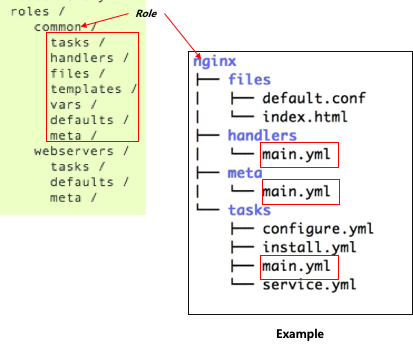 roles /
common /
tasks /
handlers /
files /
templates /
vars /
defaults /
meta /
webservers /
tasks /
defaults /
meta /
Role
nginx
├── files
│   ├── default.conf
│   └── index.html
├── handlers
│   └── main.yml
├── meta
│   └── main.yml
└── tasks
    ├── configure.yml
    ├── install.yml
    ├── main.yml
    └── service.yml
Example